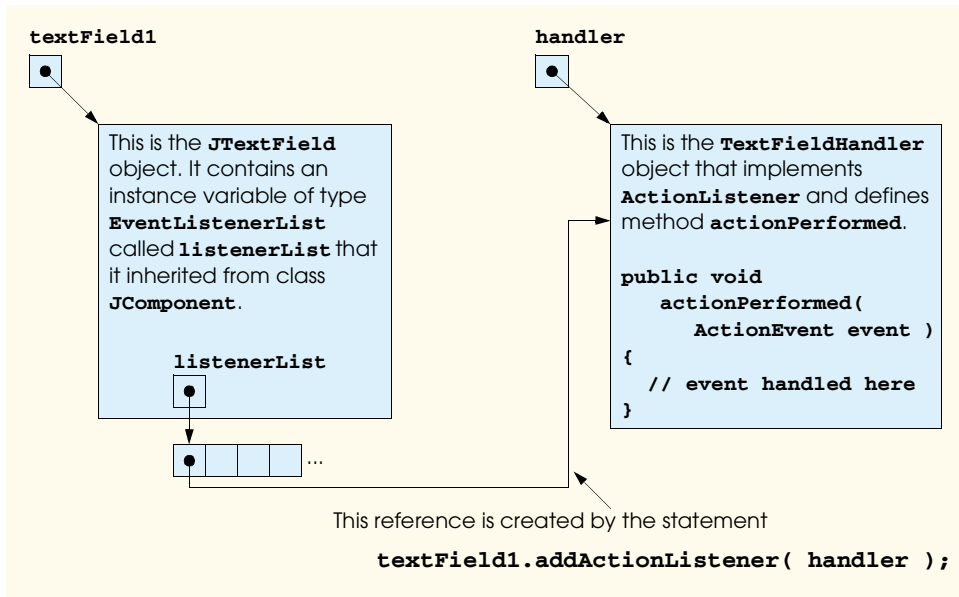 textField1
This is the JTextField
object. It contains an
instance variable of type
EventListenerList
called listenerList that
it inherited from class
JComponent.
listenerList
...
handler
This is the TextFieldHandler
object that implements
ActionListener and defines
method actionPerformed.
public void
actionPerformed(
ActionEvent event )
{
// event handled here
}
This reference is created by the statement
textField1.addActionListener( handler );